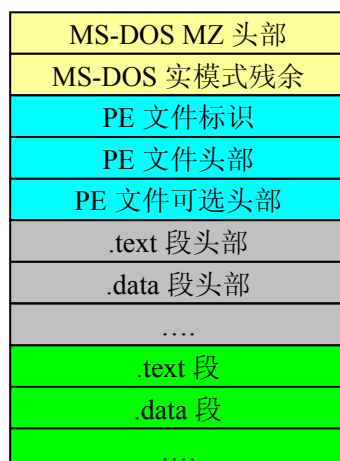 MS-DOS MZ 头部
MS-DOS 实模式残余
PE 文件标识
PE 文件头部
PE 文件可选头部
.text 段头部
.data 段头部
….
.text 段
.data 段
….